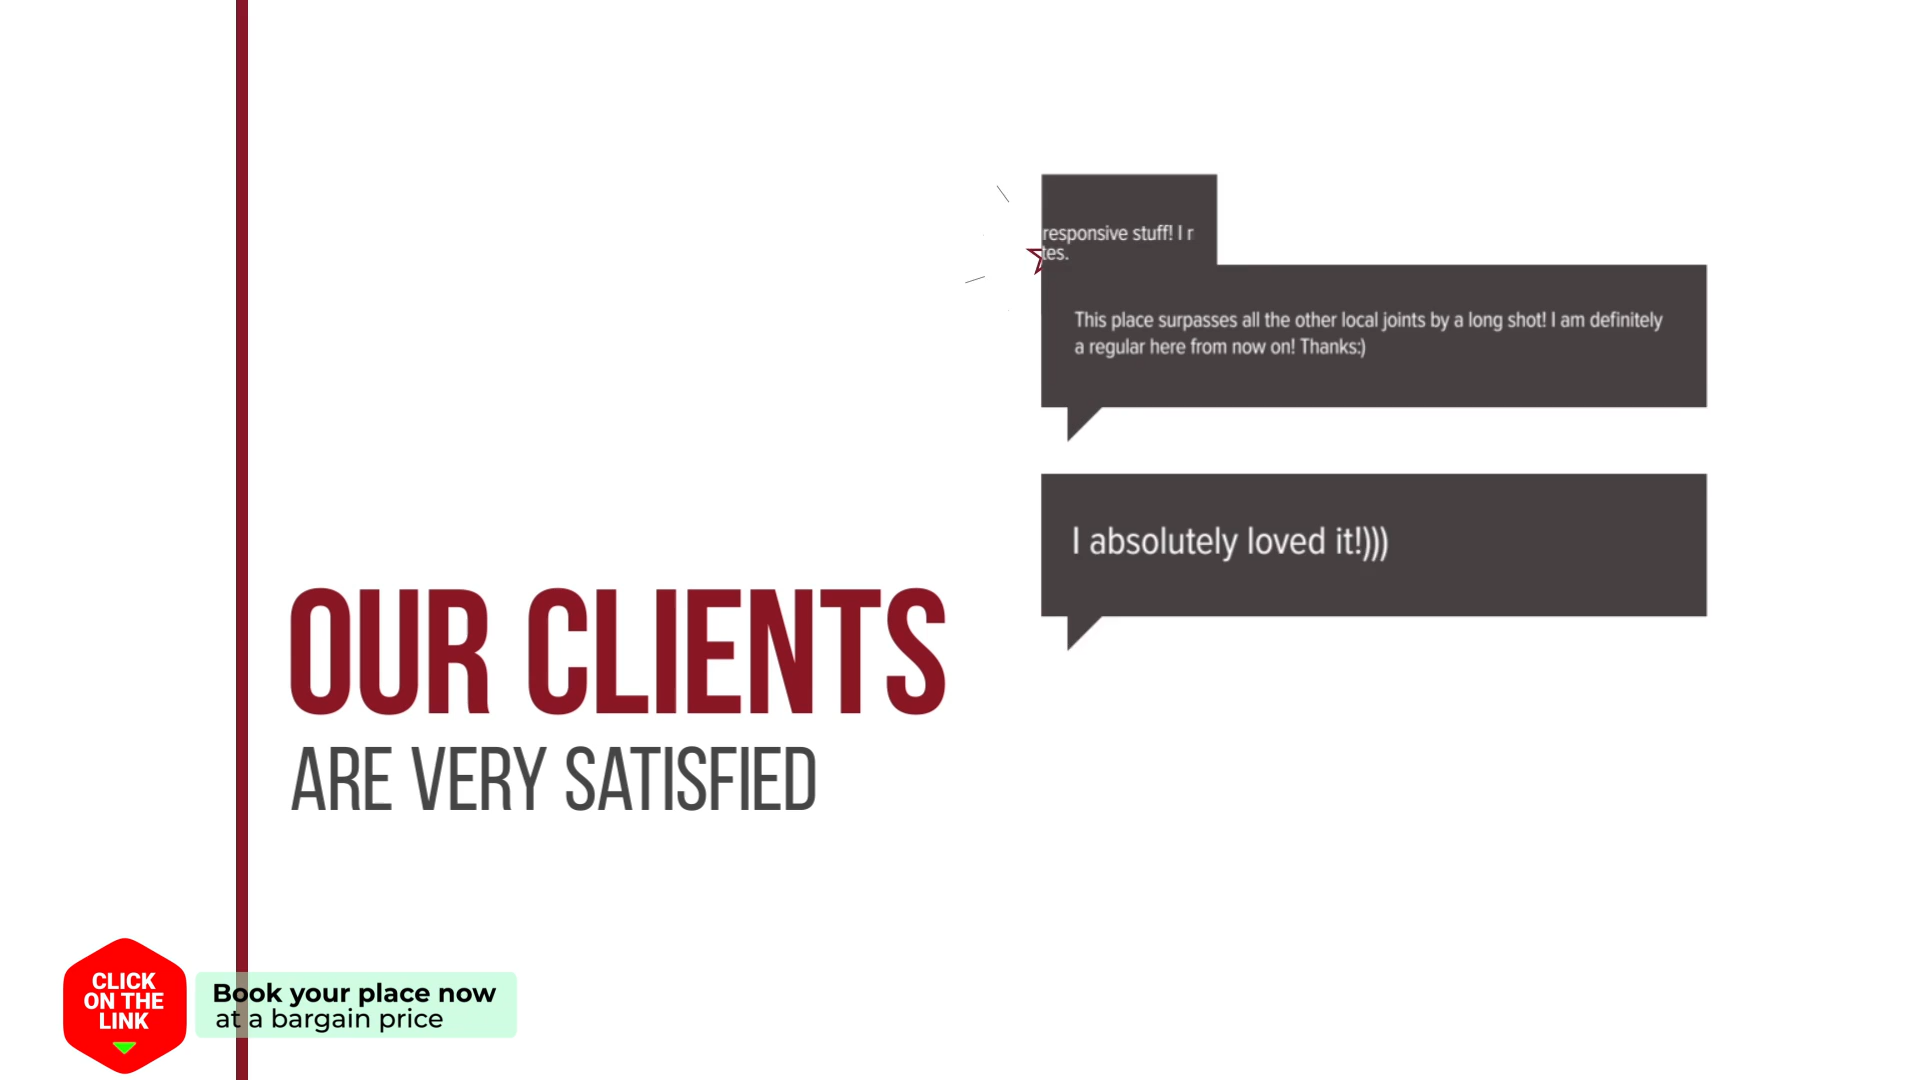 responsive stuff! I
This place surpasses all the other local joints by a long shot! I am definitely
a regular here from now on! Thanks:)
I absolutely loved it!)))
OUR CLIENTS
ARE VERY SATISFIED
CLICK
ON THE
LINK
Book your place now
at a bargain price